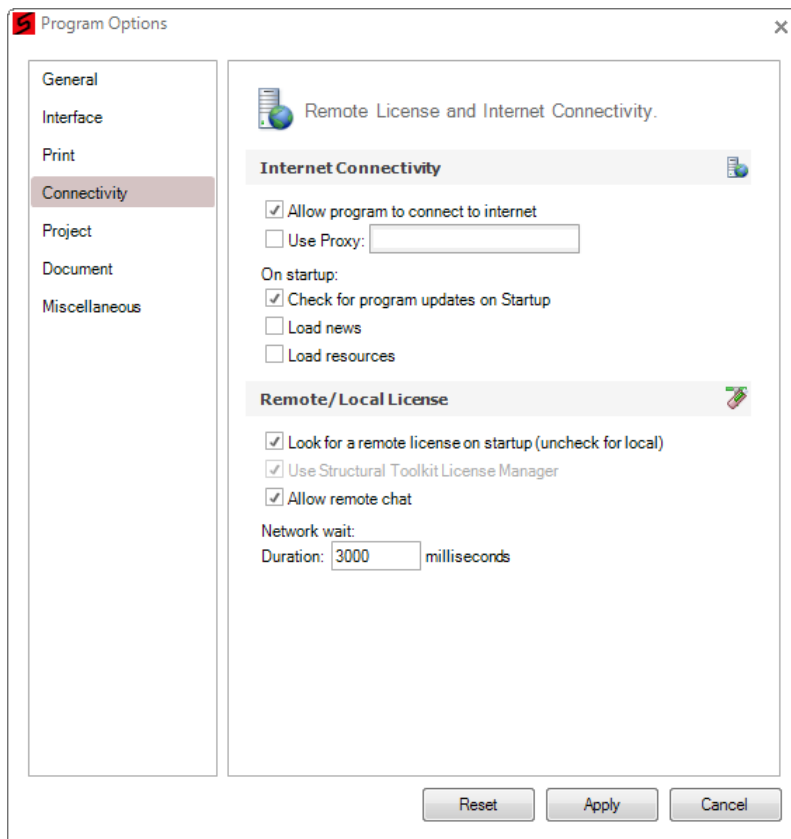 Program Options
General
Interface
Print
Connectivity
Project
Document
Miscellaneous
Remote License and Internet Connectivity.
Internet Connectivity
Allow program to connect to internet
Use Proxy:
On startup:
Check for program updates on Startup
Load news
Load resources
Remote/Local License
Look for a remote license on startup (uncheck for local)
Use Structural Toolkit License Manager
Allow remote chat
Network wait:
Duration: 3000 milliseconds
Reset Apply Cancel